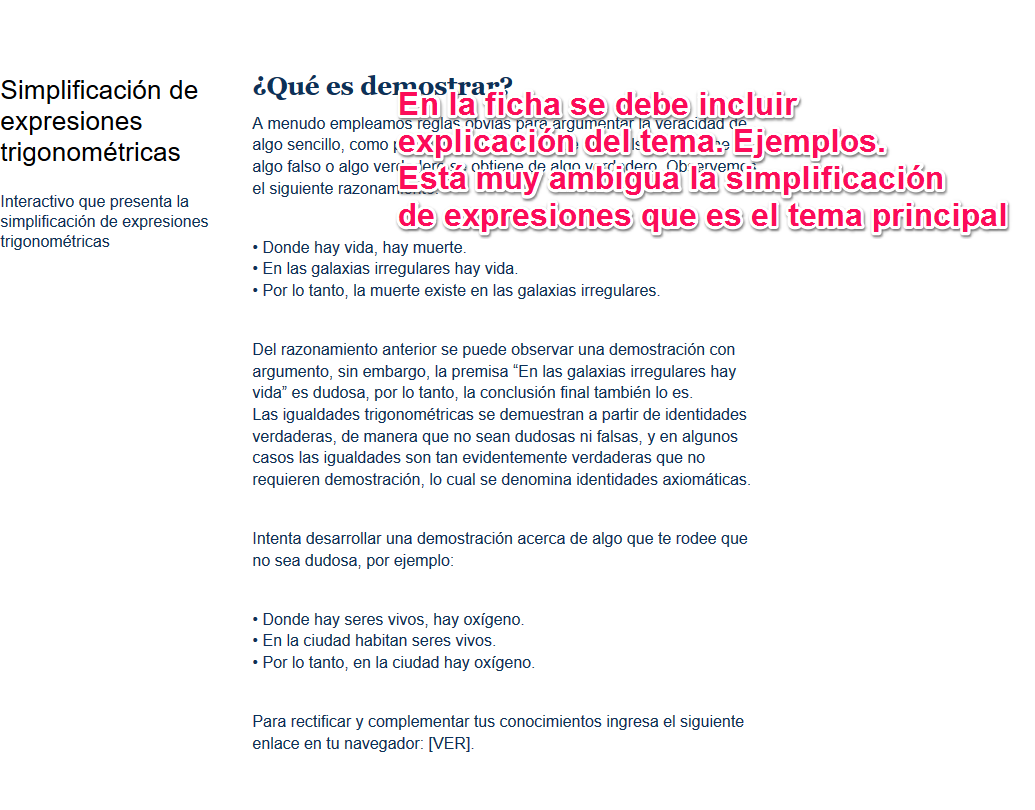 Simplificación de
expresiones
trigonométricas
Interactivo que presenta la
simplificación de expresiones
trigonométricas
¿Qué es demostrar?
En la ficha se debe incluir
explicación del tema. Ejemplos.
Está muy ambigua la simplificación
de expresiones que es el tema principal
A menudo empleamos reglas obvias para argumentar la veracidad de
algo sencillo, como
algo falso o algo verdadero se obtiene de algo verdadero. Observemos
el siguiente razonamiento:
• Donde hay vida, hay muerte.
• En las galaxias irregulares hay vida.
• Por lo tanto, la muerte existe en las galaxias irregulares.
Del razonamiento anterior se puede observar una demostración con
argumento, sin embargo, la premisa “En las galaxias irregulares hay
vida” es dudosa, por lo tanto, la conclusión final también lo es.
Las igualdades trigonométricas se demuestran a partir de identidades
verdaderas, de manera que no sean dudosas ni falsas, y en algunos
casos las igualdades son tan evidentemente verdaderas que no
requieren demostración, lo cual se denomina identidades axiomáticas.
Intenta desarrollar una demostración acerca de algo que te rodee que
no sea dudosa, por ejemplo:
• Donde hay seres vivos, hay oxígeno.
• En la ciudad habitan seres vivos.
• Por lo tanto, en la ciudad hay oxígeno.
Para rectificar y complementar tus conocimientos ingresa el siguiente
enlace en tu navegador: [VER].